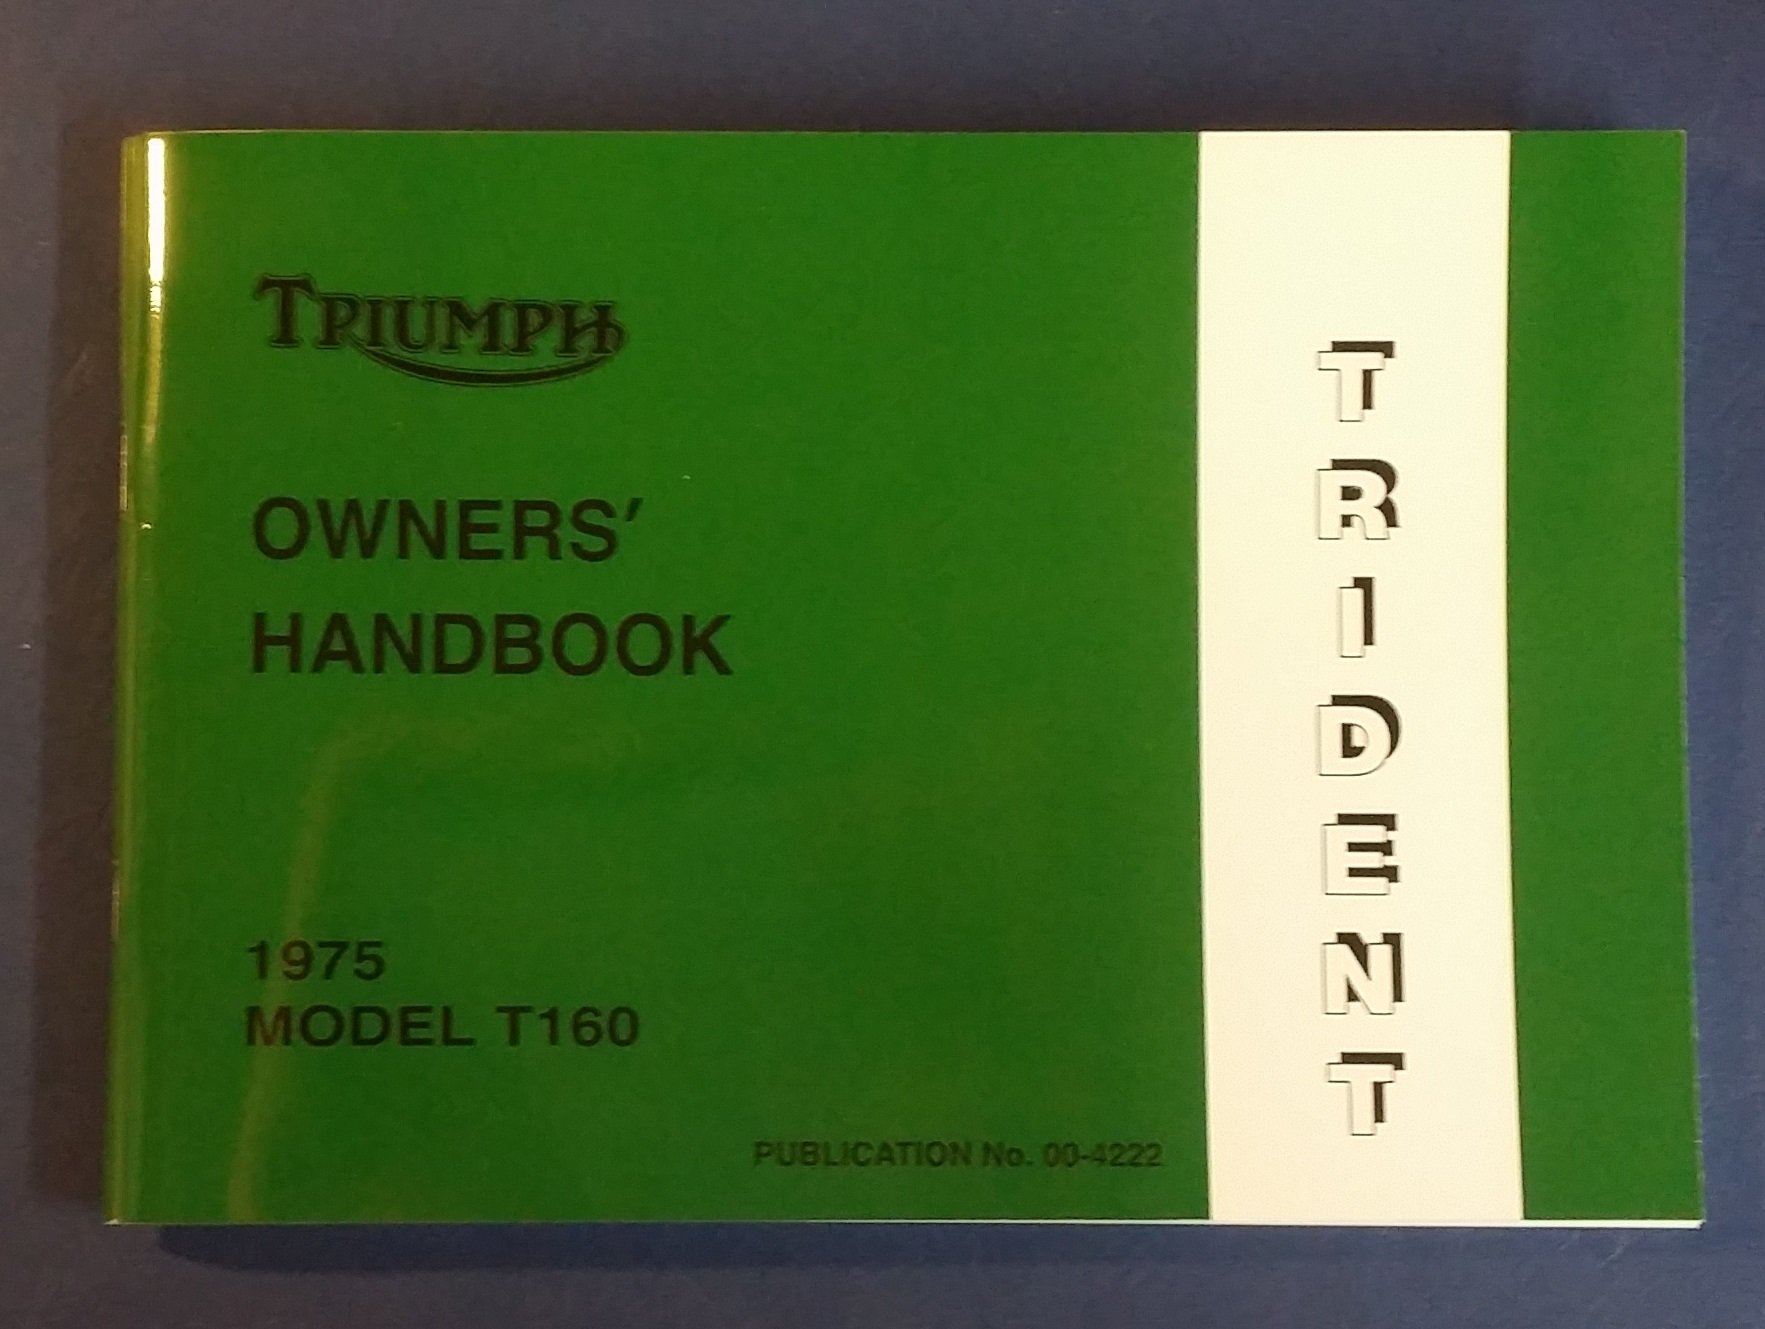 TRIUMPH
OWNERS'
HANDBOOK
1975
MODEL T160
PUBLICATION No. 00-4222
TRIDENT